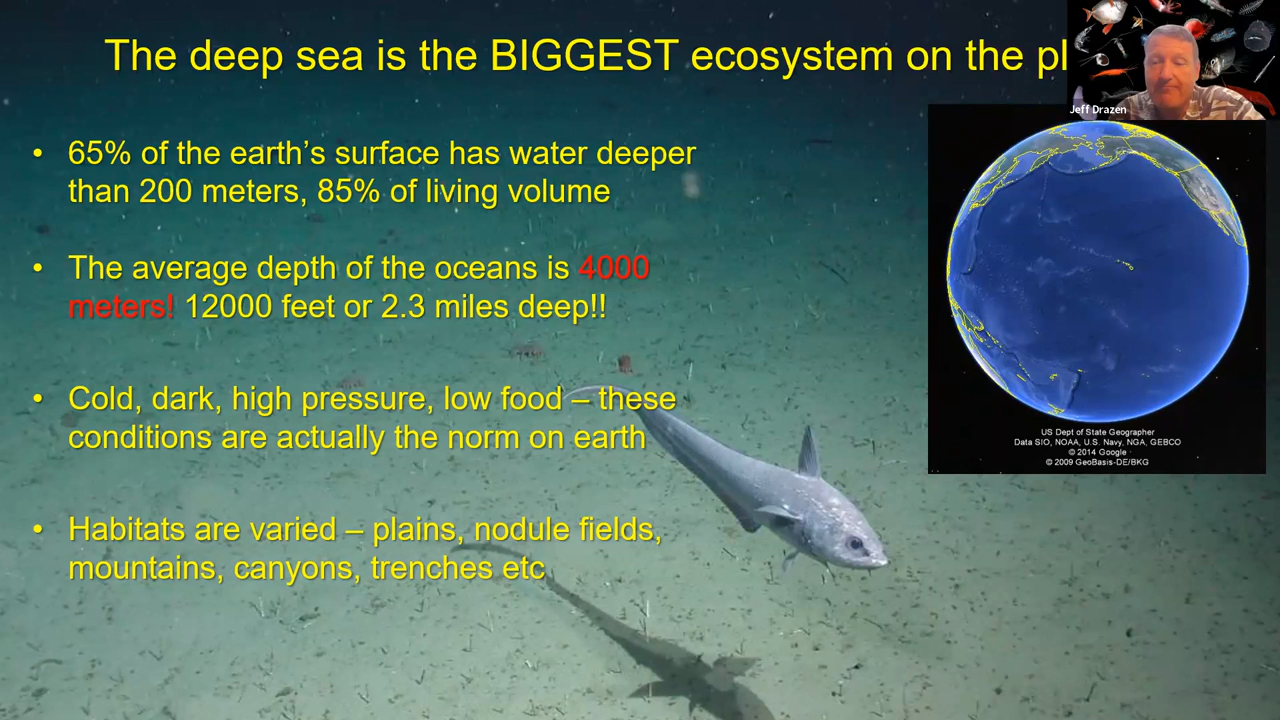 The deep sea is the BIGGEST ecosystem on the pl
Jeff Drazen
• 65% of the earth's surface has water deeper
than 200 meters, 85% of living volume
• The average depth of the oceans is 4000
meters! 12000 feet or 2.3 miles deep!!
• Cold, dark, high pressure, low food – these
conditions are actually the norm on earth
• Habitats are varied – plains, nodule fields,
mountains, canyons, trenches etc
US Dept of State Geographer
Data SIO, NOAA, U.S. Navy, NGA, GEBCO
© 2014 Google
© 2009 GeoBasis-DE/BKG